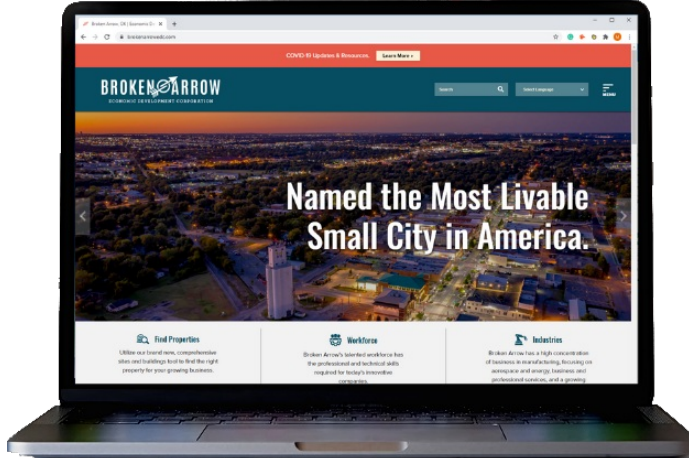 Broken Arrow, OK | Economic D
brokenarrowedc.com
COVID-19 Updates & Resources. Learn More »
BROKEN ARROW
ECONOMIC DEVELOPMENT CORPORATION
Search
Select Language
MENU
Named the Most Livable
Small City in America.
Find Properties
Utilize our brand new, comprehensive
sites and buildings tool to find the right
property for your growing business.
Workforce
Broken Arrow's talented workforce has
the professional and technical skills
required for today's innovative
companies.
Industries
Broken Arrow has a high concentration
of business in manufacturing, focusing on
aerospace and energy, business and
professional services, and a growing